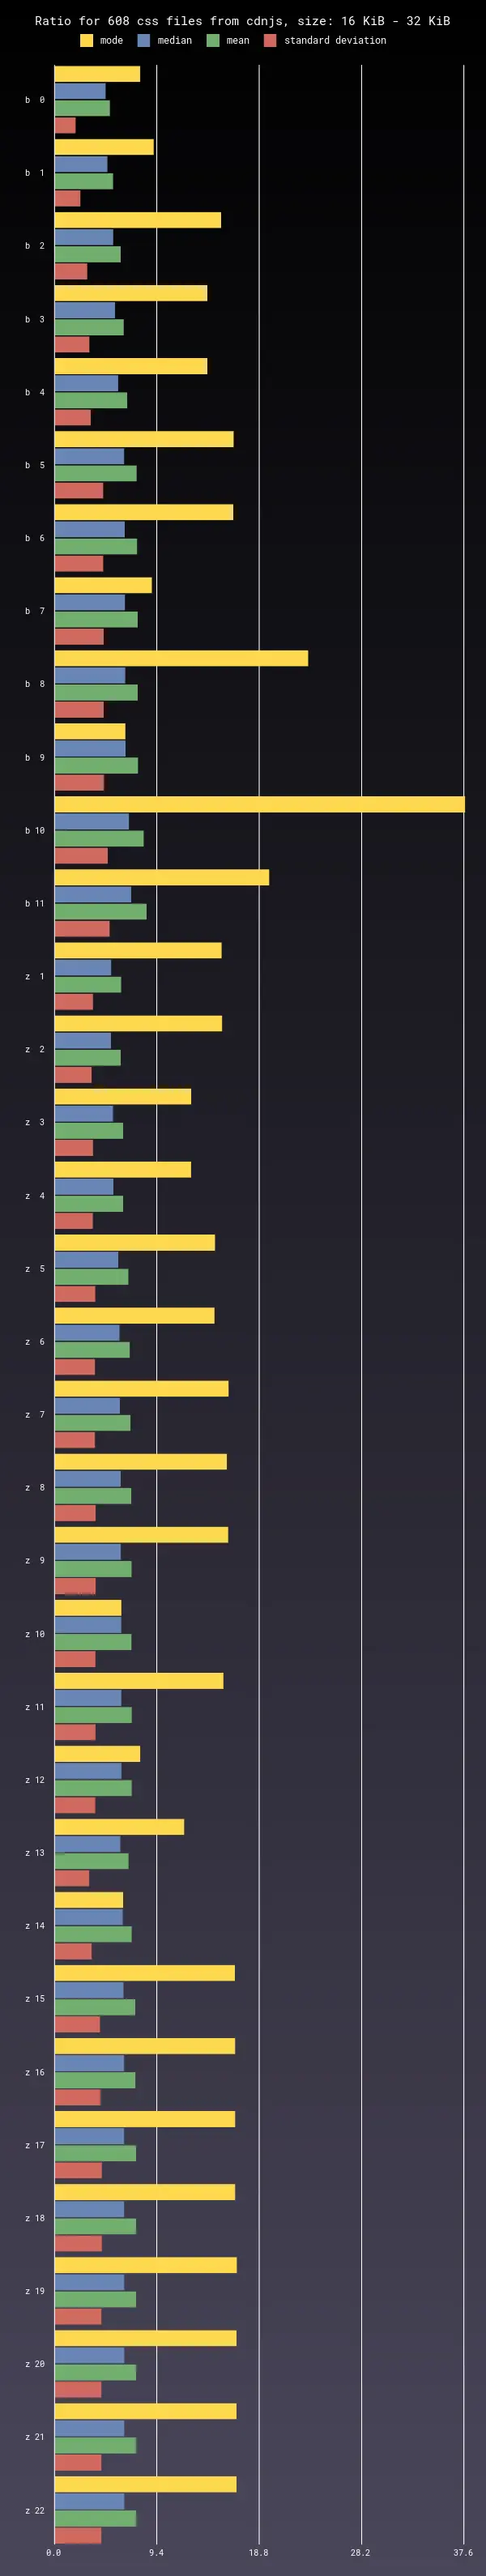 Ratio for 608 css files from cdnjs, size: 16 KiB - 32 KiB
mode median mean standard deviation
b 0
b 1
b 2
b 3
b 4
b 5
b 6
b 7
b 8
b 9
b 10
b 11
z 1
z 2
z 3
z 4
z 5
z 6
z 7
z 8
z 9
z 10
z 11
z 12
z 13
z 14
z 15
z 16
z 17
z 18
z 19
z 20
z 21
z 22
0.0 9.4 18.8 28.2 37.6